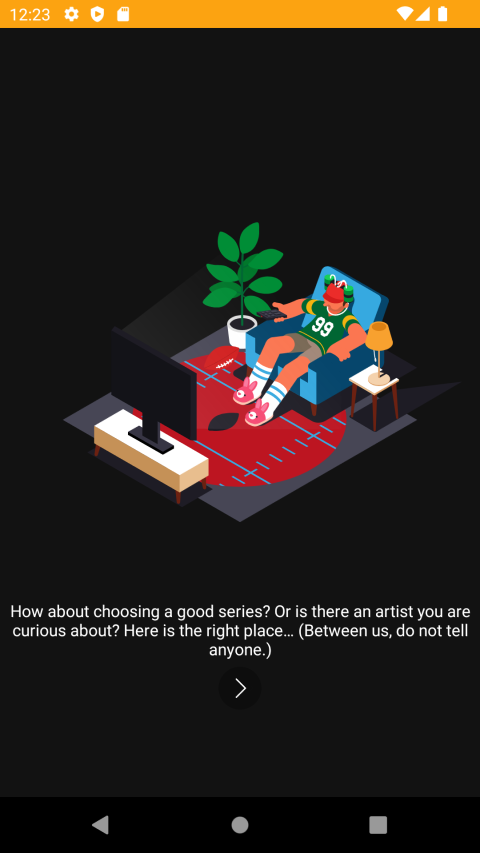 12:23
99
How about choosing a good series? Or is there an artist you are
curious about? Here is the right place… (Between us, do not tell
anyone.)